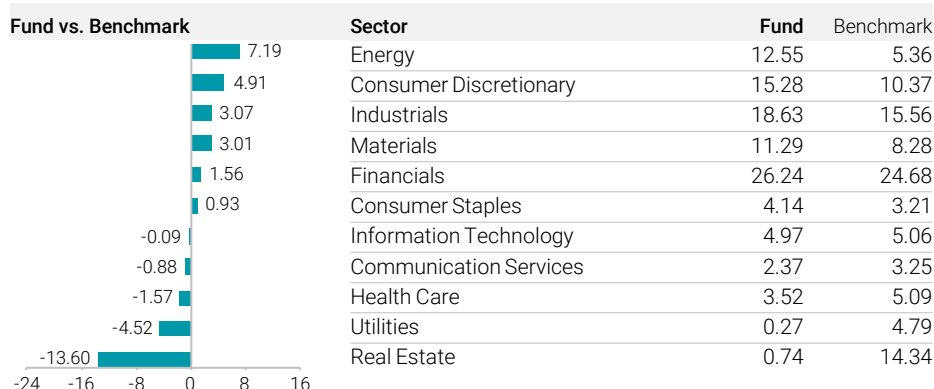 Fund vs. Benchmark Sector Fund Benchmark
7.19 Energy 12.55 5.36
4.91 Consumer Discretionary 15.28 10.37
3.07 Industrials 18.63 15.56
3.01 Materials 11.29 8.28
1.56 Financials 26.24 24.68
0.93 Consumer Staples 4.14 3.21
-0.09 Information Technology 4.97 5.06
-0.88 Communication Services 2.37 3.25
-1.57 Health Care 3.52 5.09
-4.52 Utilities 0.27 4.79
-13.60 Real Estate 0.74 14.34
-24 -16 -8 0 8 16